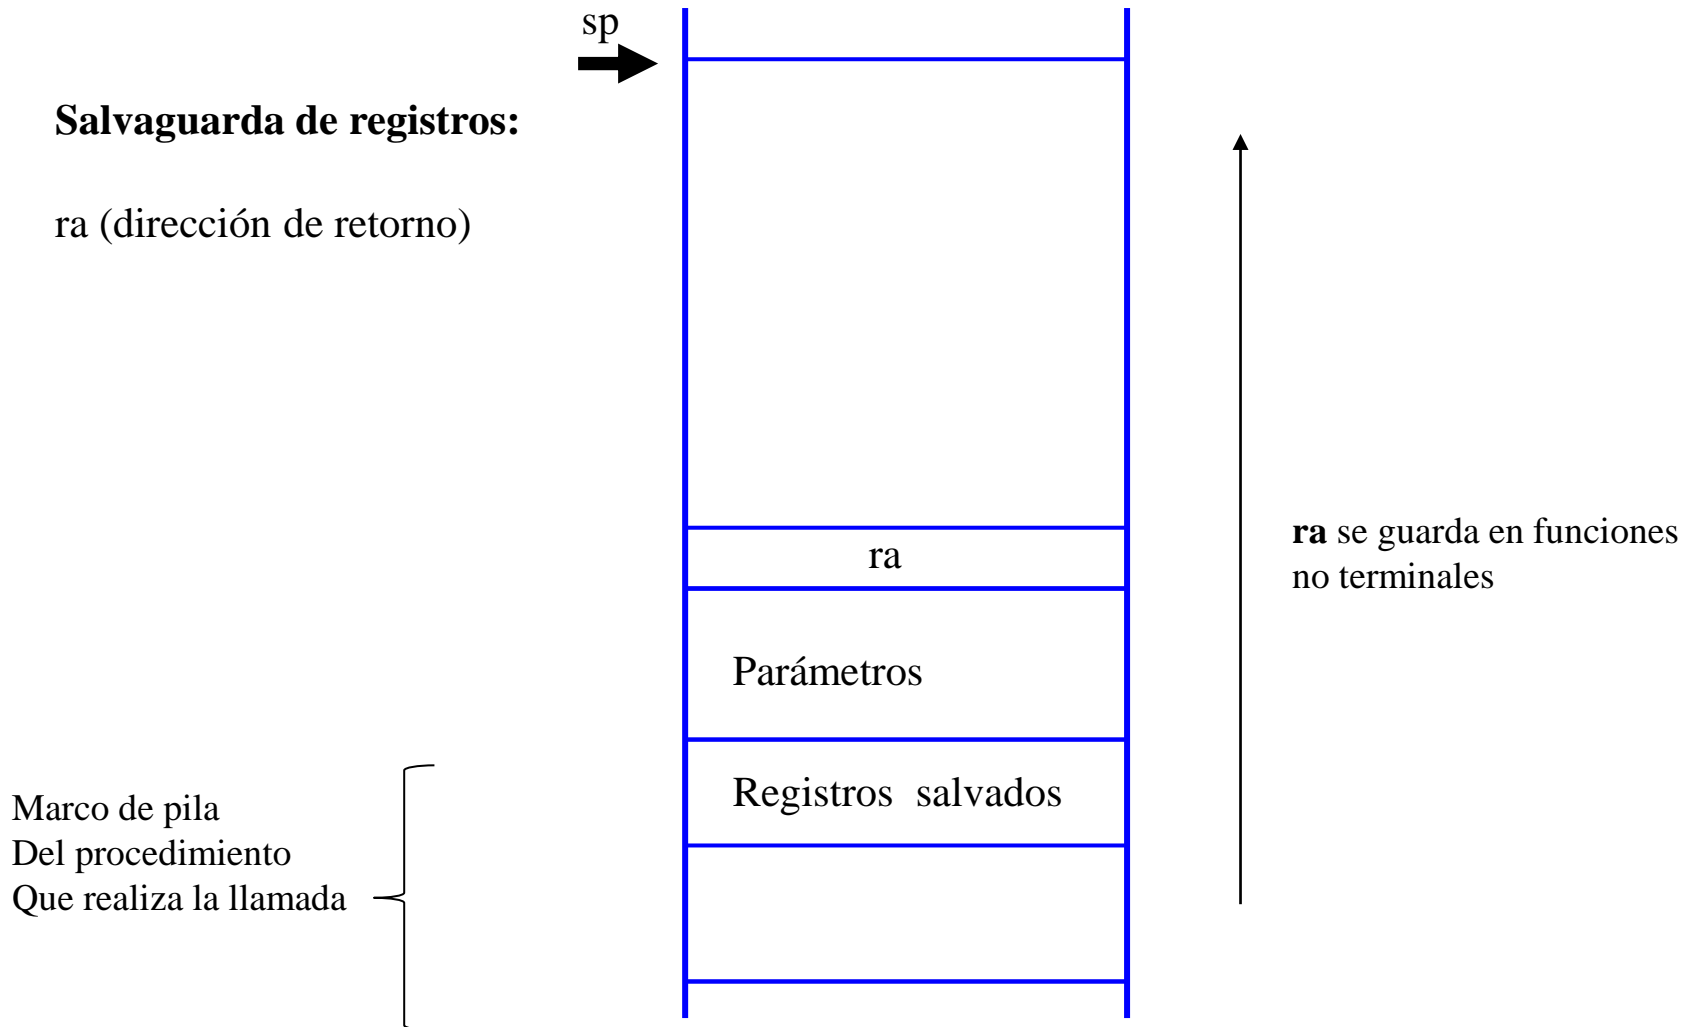 sp
Salvaguarda de registros:
ra (dirección de retorno)
ra se guarda en funciones
no terminales
ra
Parámetros
Registros salvados
Marco de pila
Del procedimiento
Que realiza la llamada